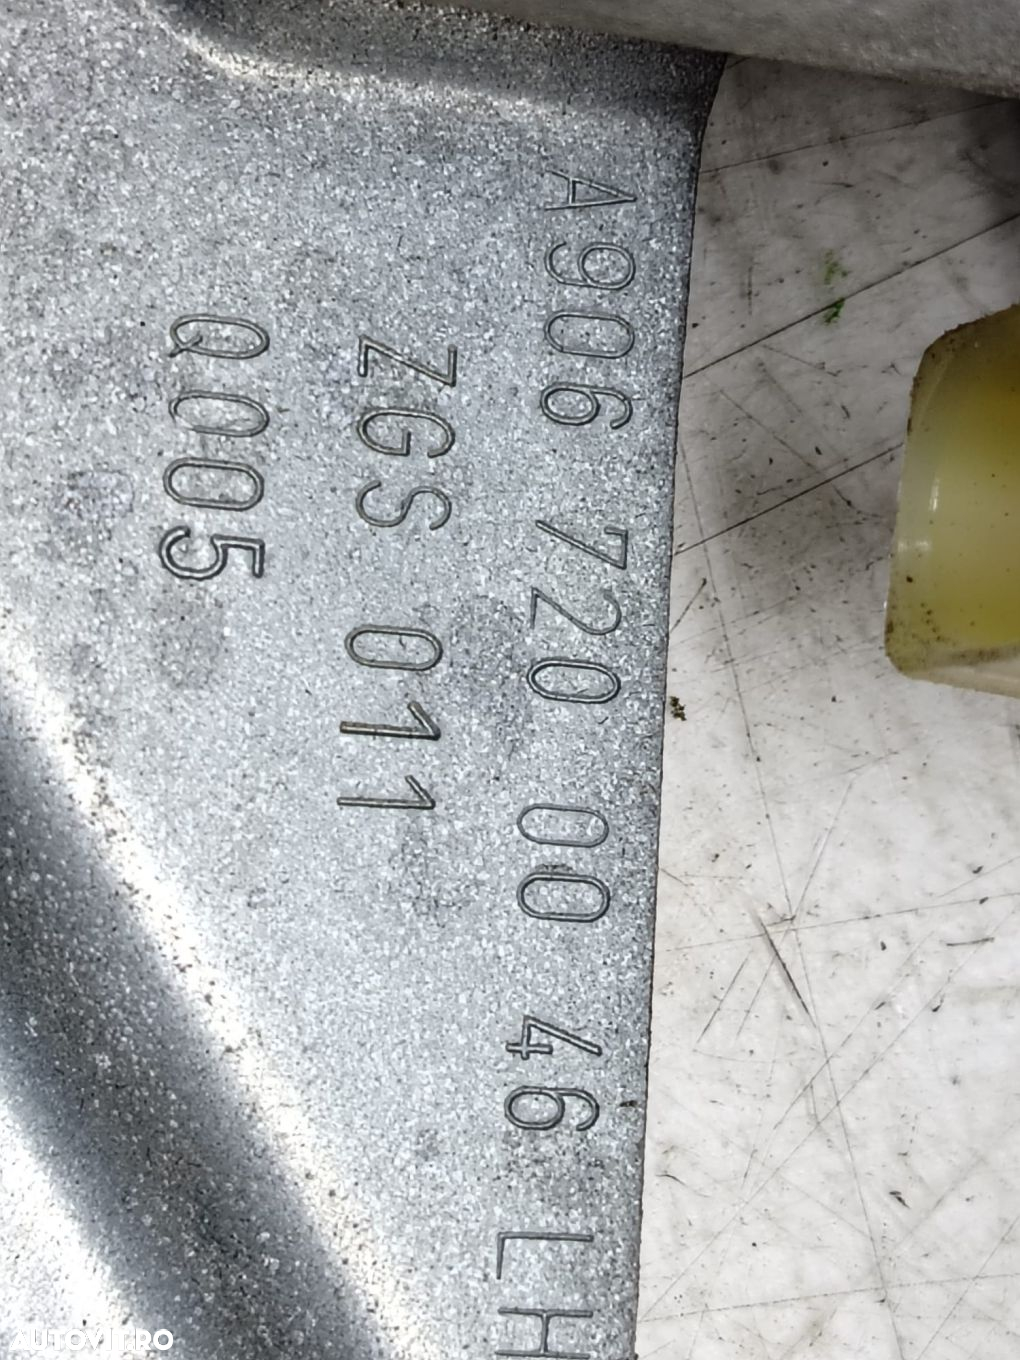 A906 720 00 46 LH
ZGS 011
Q005
AUTOVIT.RO